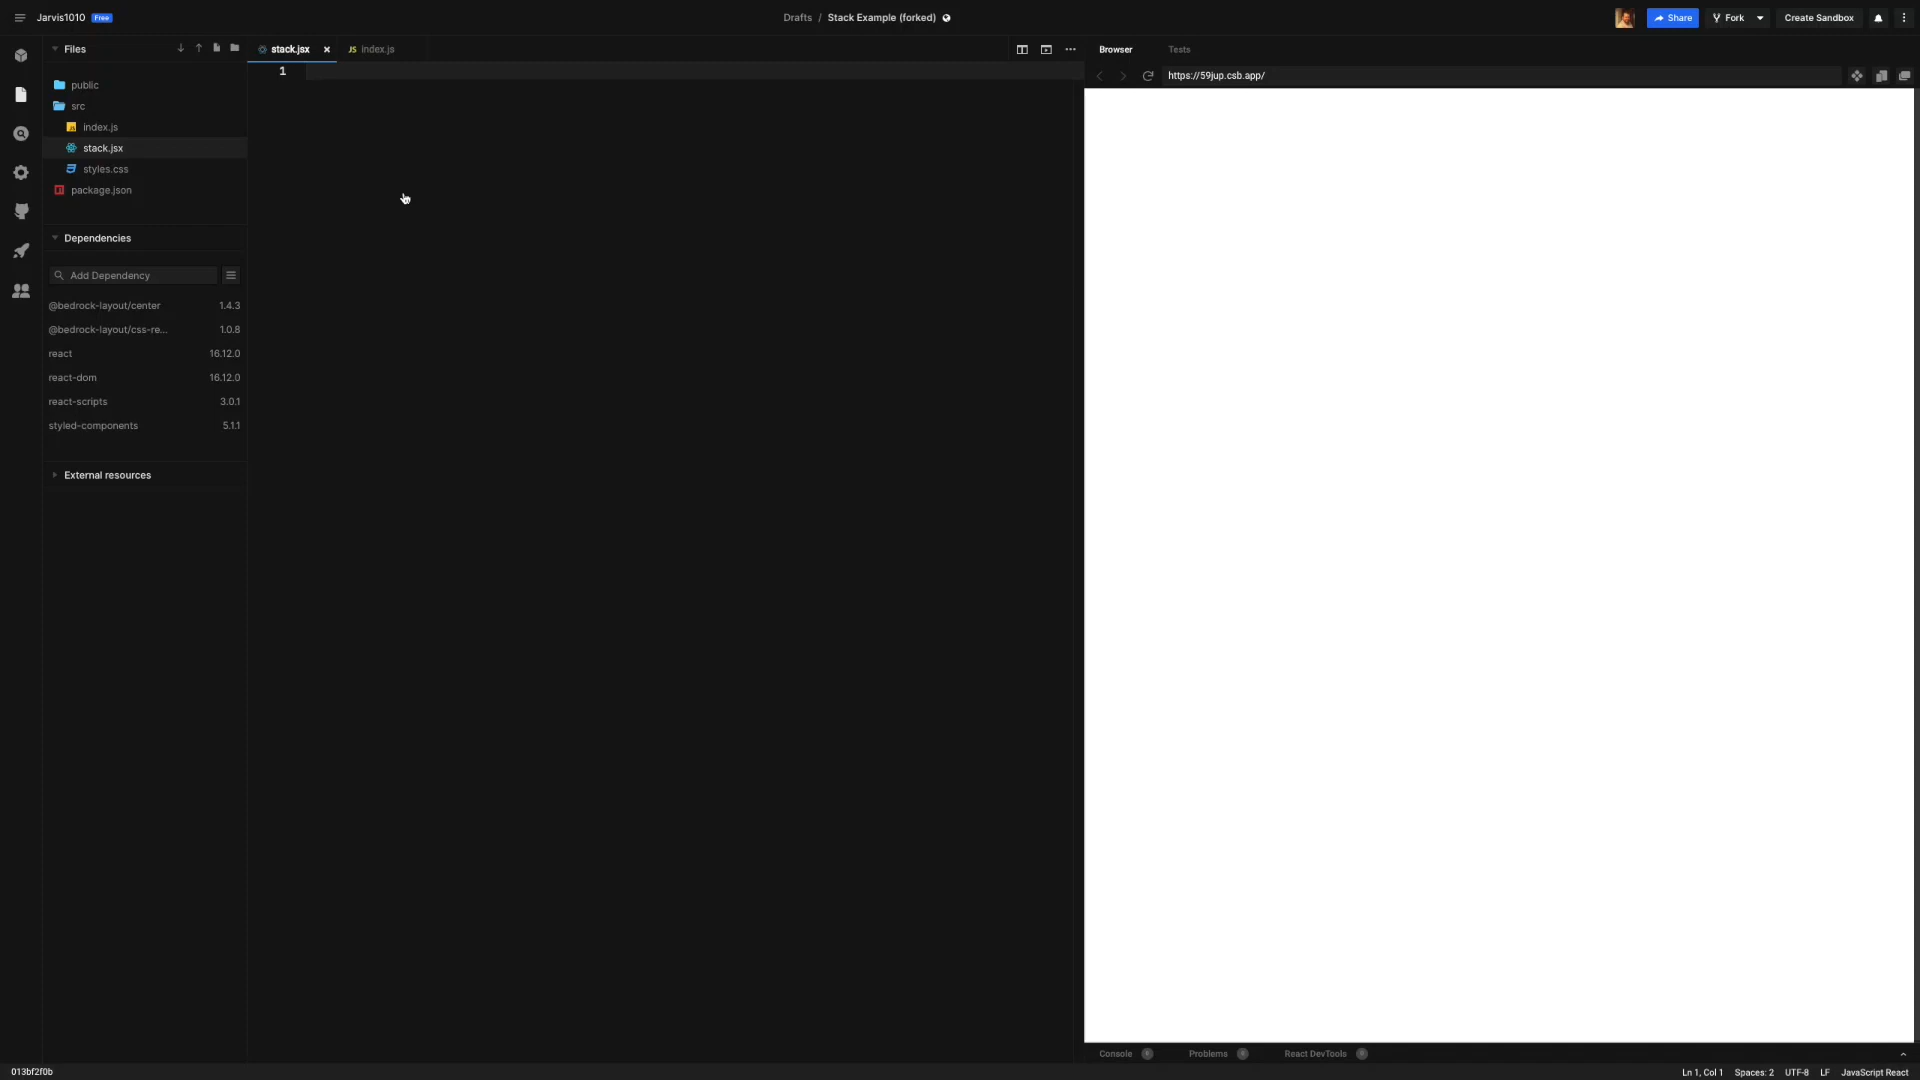 Jarvis1010 Free
Drafts / Stack Example (forked)
Share
Fork
Create Sandbox
Files
public
src
index.js
stack.jsx
styles.css
package.json
Dependencies
Add Dependency
@bedrock-layout/center 1.4.3
@bedrock-layout/css-re... 1.0.8
react 16.12.0
react-dom 16.12.0
react-scripts 3.0.1
styled-components 5.1.1
External resources
stack.jsx
JS index.js
1
Browser
Tests
https://59jup.csb.app/
Console
Problems
React DevTools
013bf2f0b
Ln 1, Col 1 Spaces: 2 UTF-8 LF JavaScript React